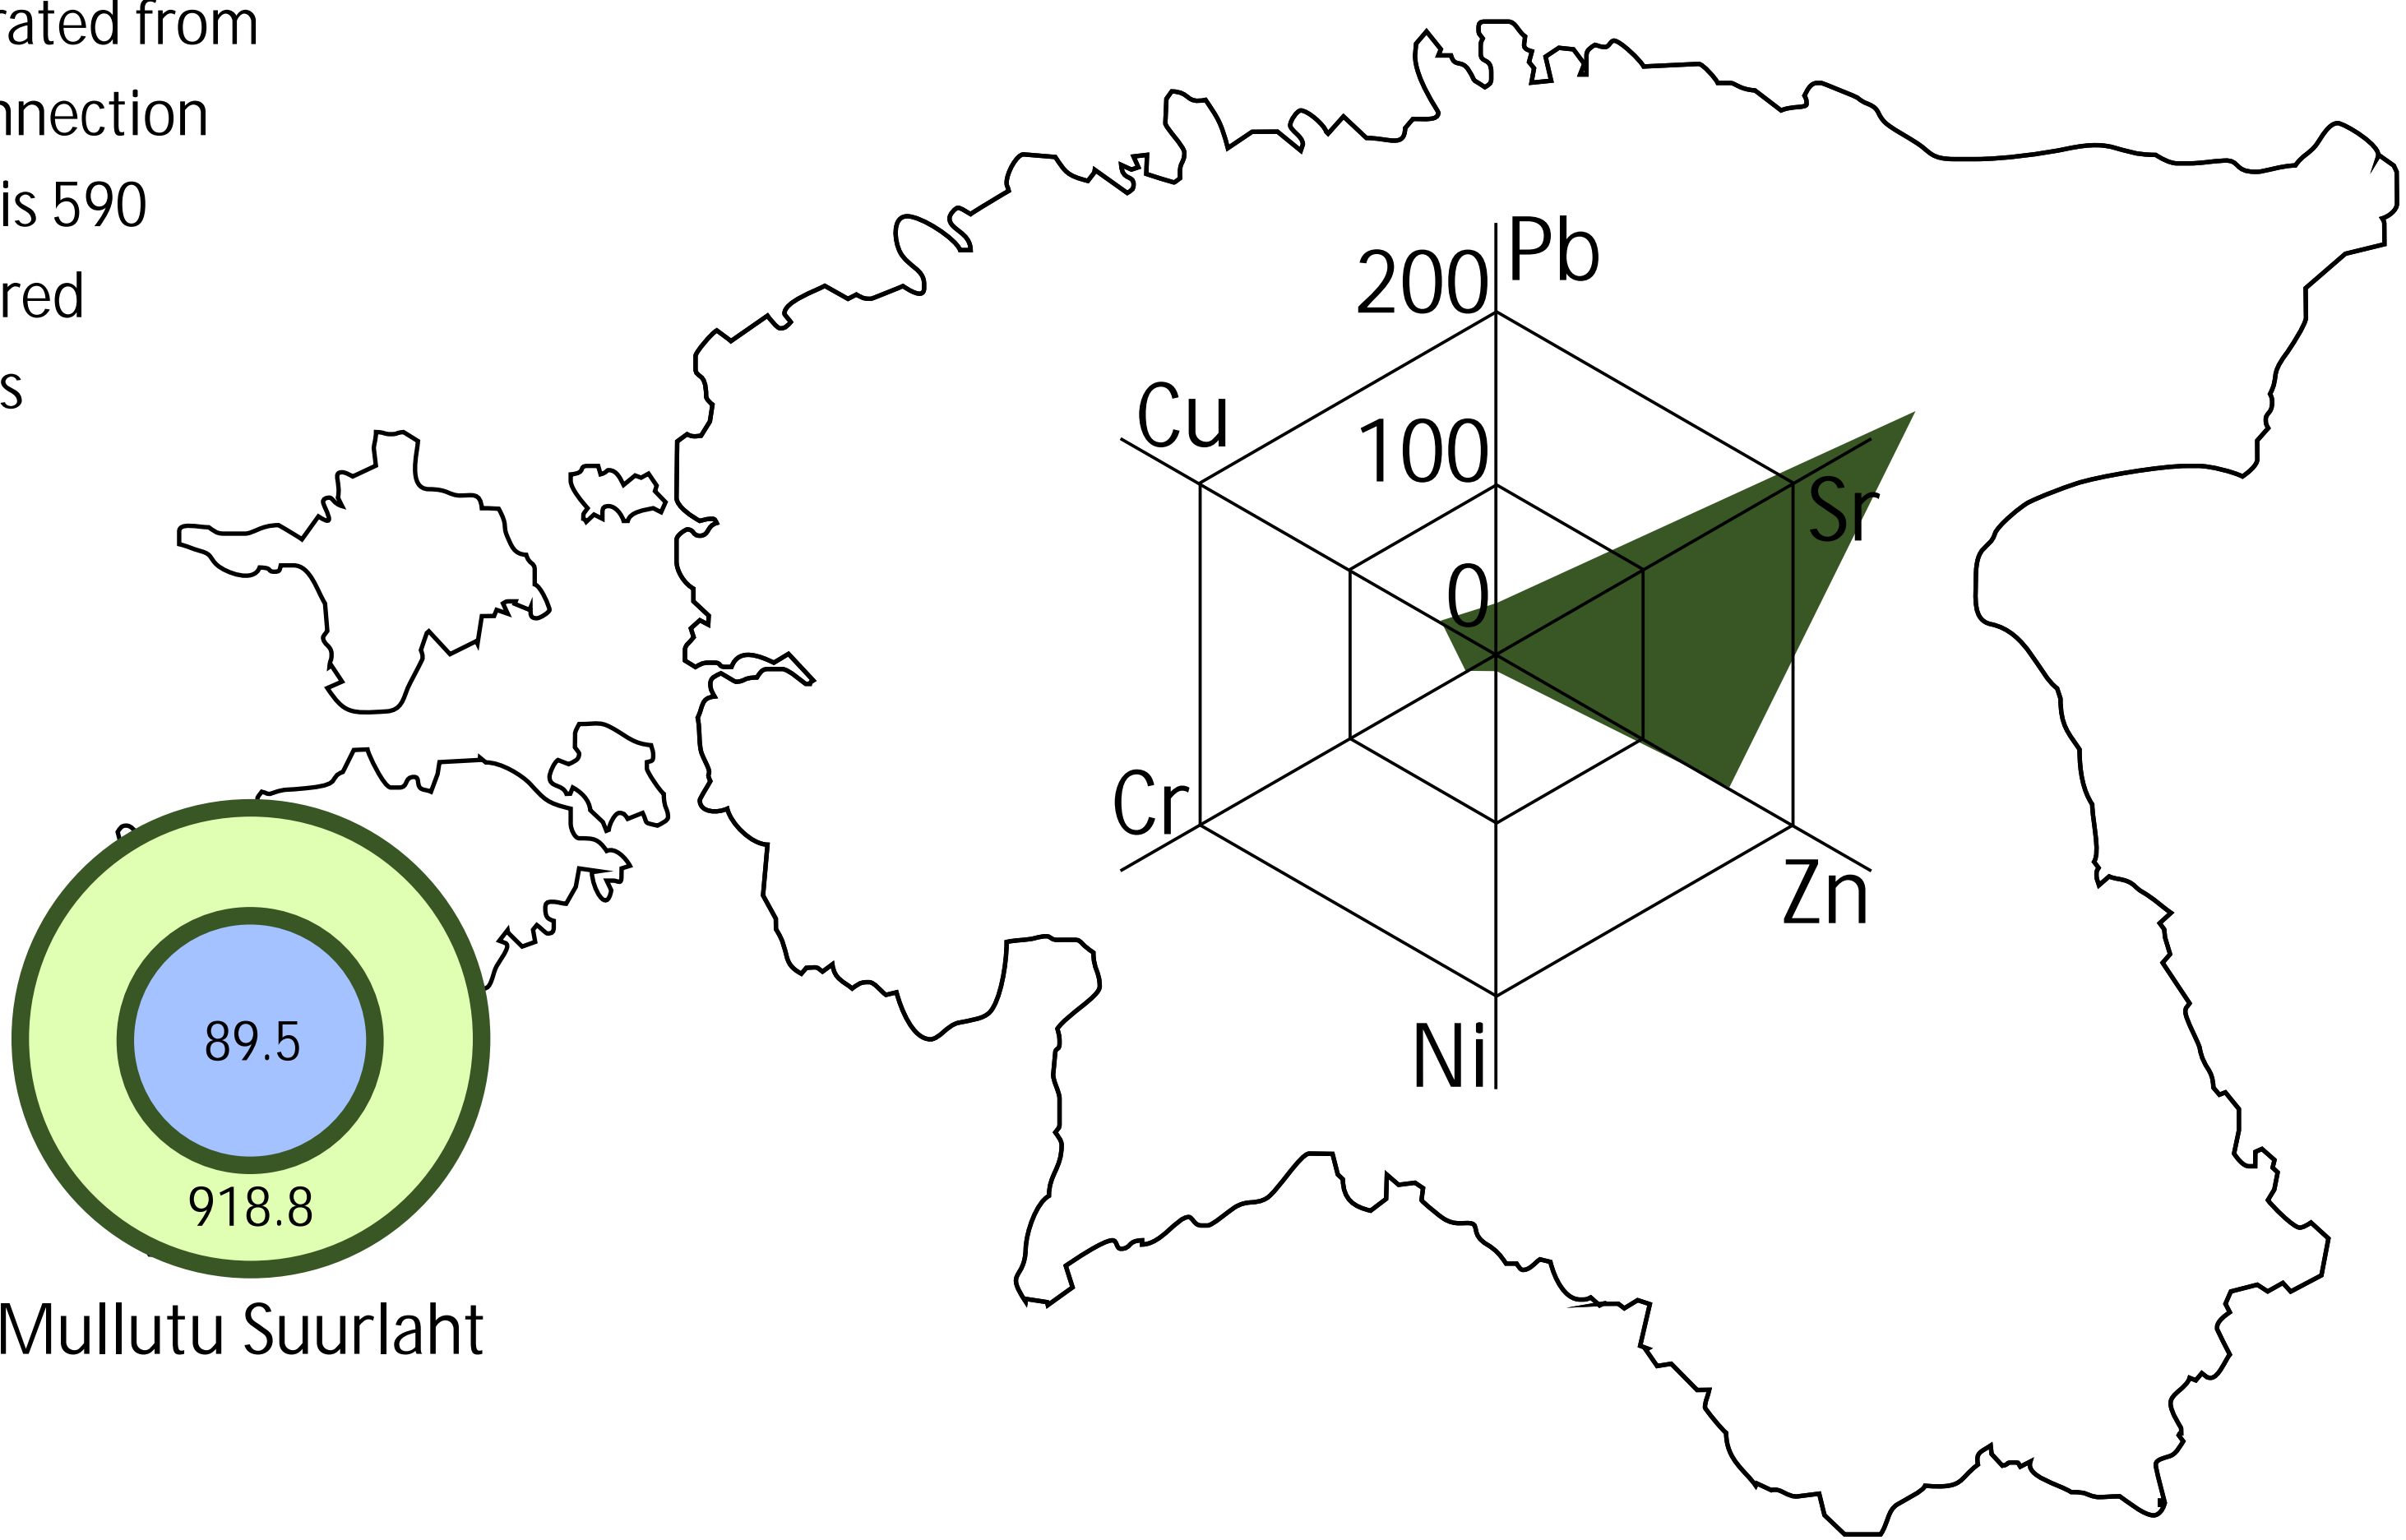 ated from
nnection
is 590
red
s
Pb
200
Cu
100
Sr
0
Cr
Zn
Ni
89.5
918.8
Mullutu Suurlaht